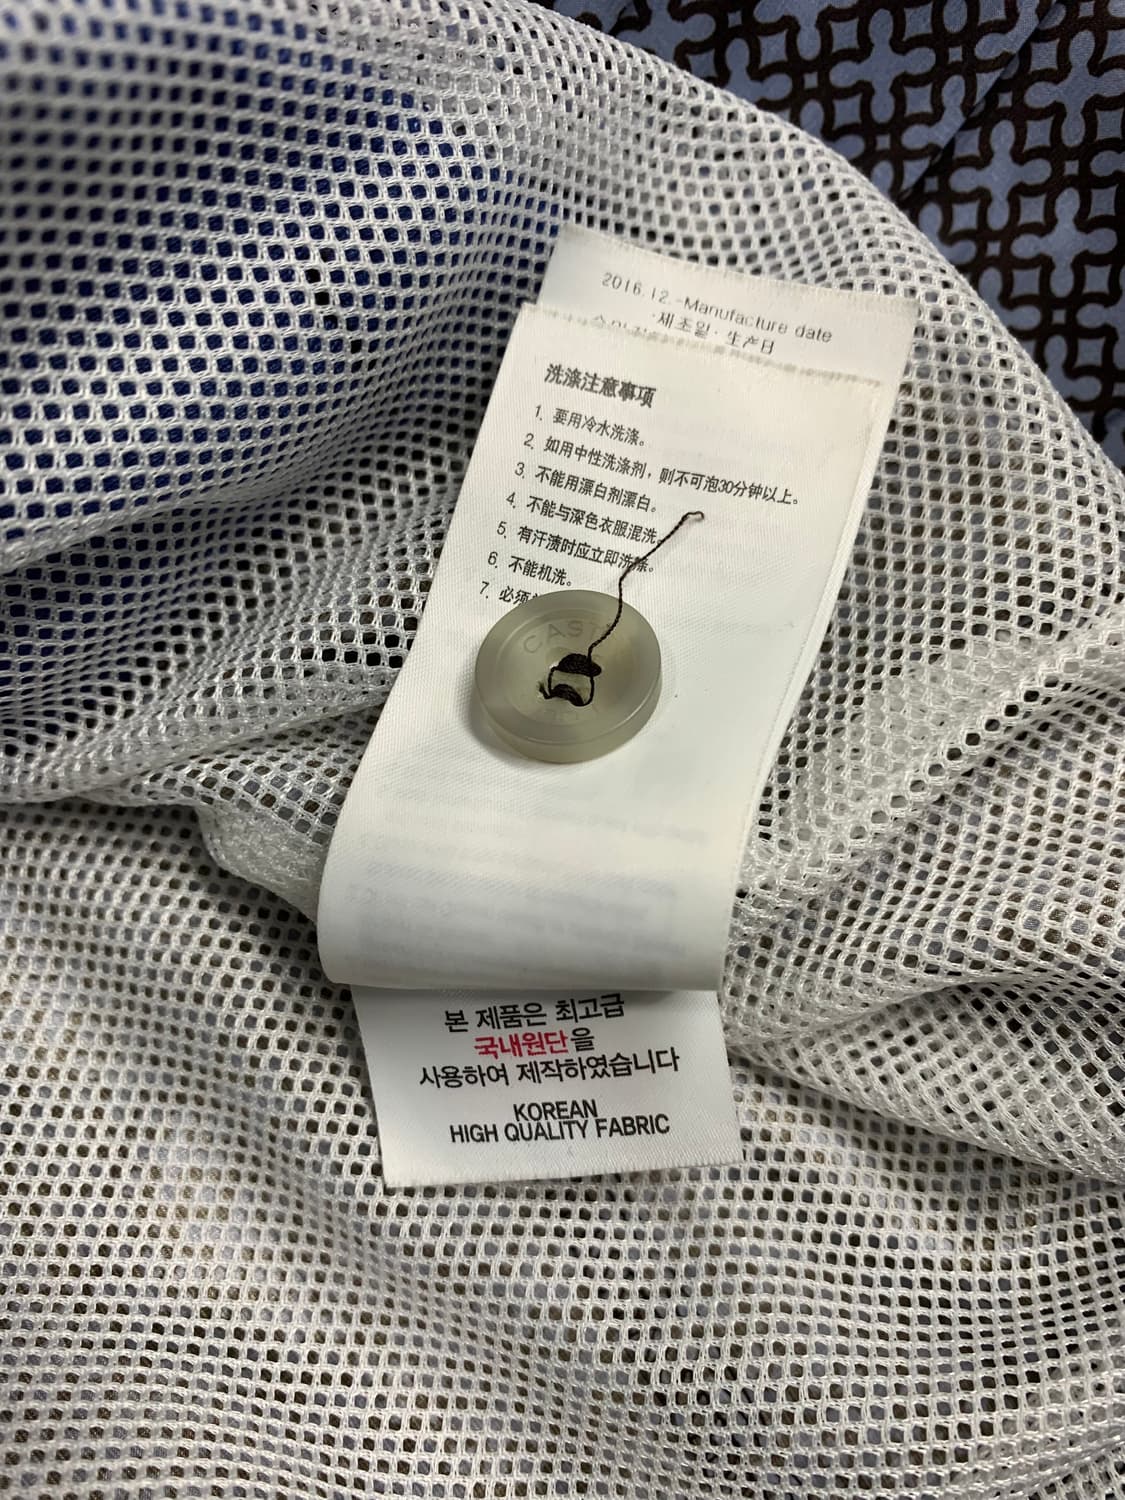 2016.12.-Manufacture date
·제조일· 生产日
洗涤注意事项
1. 要用冷水洗涤。
2. 如用中性洗涤剂，则不可泡30分钟以上。
3. 不能用漂白剂漂白。
4. 不能与深色衣服混洗。
5. 有汗渍时应立即洗除。
6. 不能机洗。
7. 必须
CAST
본 제품은 최고급
국내원단을
사용하여 제작하였습니다
KOREAN
HIGH QUALITY FABRIC